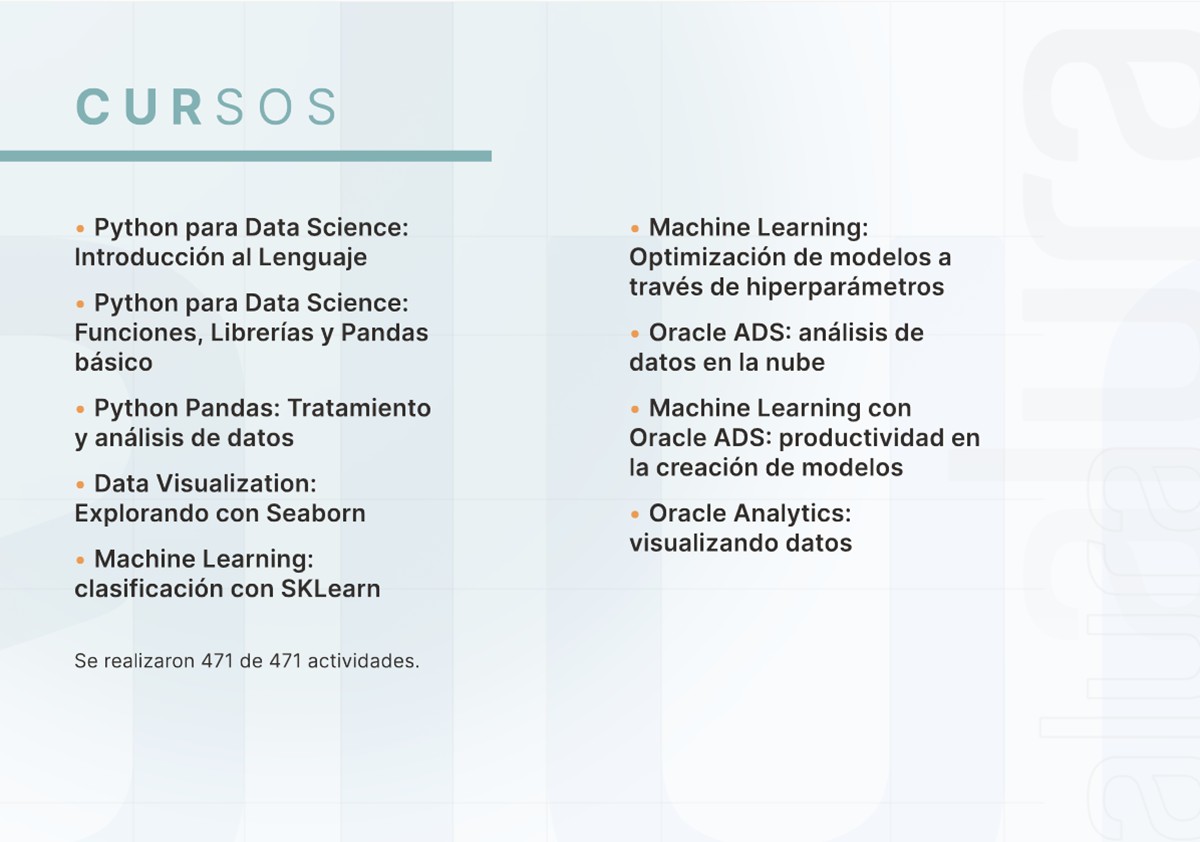 CURSOS
• Python para Data Science:
Introducción al Lenguaje
• Python para Data Science:
Funciones, Librerías y Pandas
básico
• Python Pandas: Tratamiento
y análisis de datos
• Data Visualization:
Explorando con Seaborn
• Machine Learning:
clasificación con SKLearn
Se realizaron 471 de 471 actividades.
• Machine Learning:
Optimización de modelos a
través de hiperparámetros
• Oracle ADS: análisis de
datos en la nube
• Machine Learning con
Oracle ADS: productividad en
la creación de modelos
• Oracle Analytics:
visualizando datos
alura